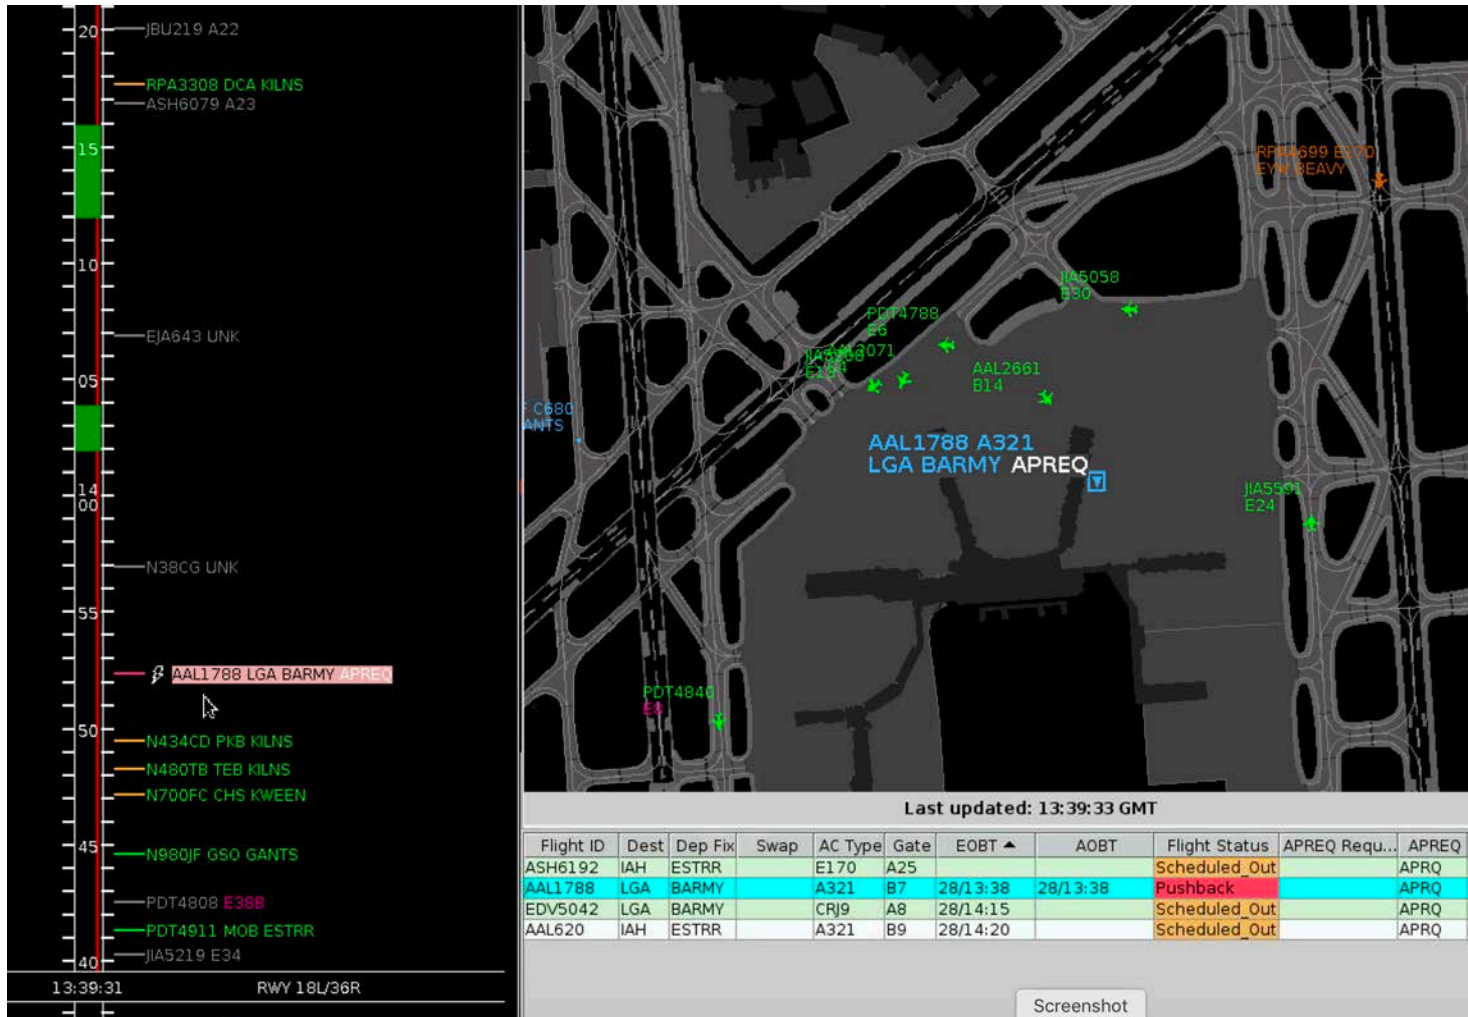 20
JBU219 A22
RPA3308 DCA KILNS
ASH6079 A23
15
10
EJA643 UNK
05
14
00
N38CG UNK
55
AAL1788 LGA BARMY APREQ
50
N434CD PKB KILNS
N480TB TEB KILNS
N700FC CHS KWEEN
45
N980JF GSO GANTS
PDT4808 E38B
PDT4911 MOB ESTRR
40
JIA5219 E34
13:39:31 RWY 18L/36R
E170
EYW BEAVY
JIA5058
E30
PDT4788
E6
AAL2071
AAL2661
B14
C680
ANTS
AAL1788 A321
LGA BARMY APREQ
JIA5591
E24
PDT4840
Last updated: 13:39:33 GMT
Flight ID Dest Dep Fix Swap AC Type Gate EOBT AOBT Flight Status APREQ Requ... APREQ
ASH6192 IAH ESTRR E170 A25 Scheduled_Out APRQ
AAL1788 LGA BARMY A321 B7 28/13:38 28/13:38 Pushback APRQ
EDV5042 LGA BARMY CRJ9 A8 28/14:15 Scheduled_Out APRQ
AAL620 IAH ESTRR A321 B9 28/14:20 Scheduled_Out APRQ
Screenshot